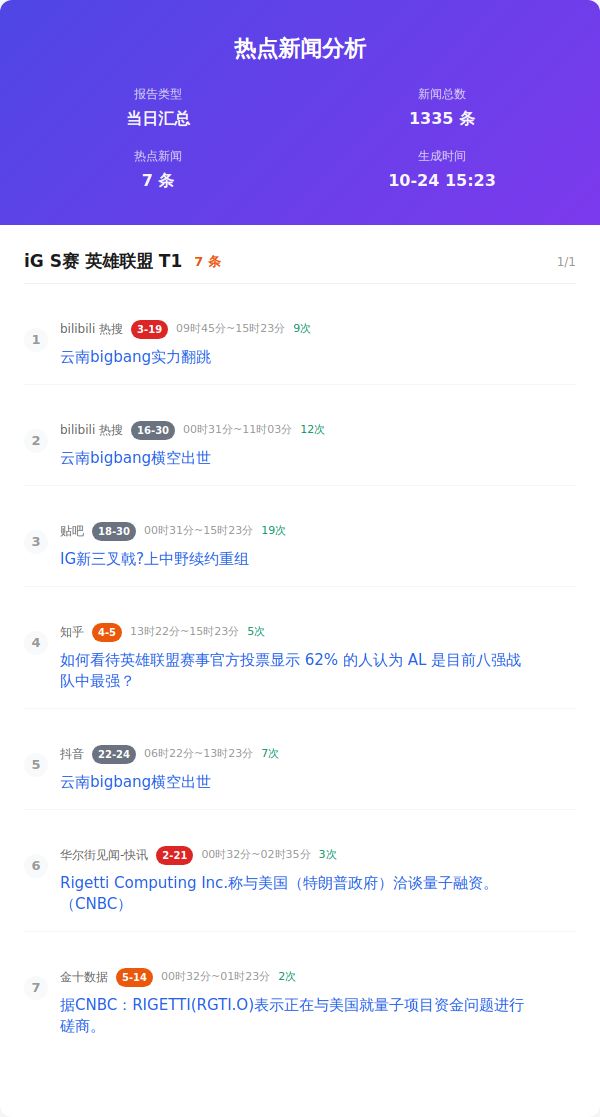 热点新闻分析
报告类型
新闻总数
当日汇总
1335 条
热点新闻
生成时间
7 条
10-24 15:23
iG S赛 英雄联盟 T1 7 条 1/1
1
bilibili 热搜 3-19 09时45分~15时23分 9次
云南bigbang实力翻跳
2
bilibili 热搜 16-30 00时31分~11时03分 12次
云南bigbang横空出世
3
贴吧 18-30 00时31分~15时23分 19次
IG新三叉戟?上中野续约重组
4
知乎 4-5 13时22分~15时23分 5次
如何看待英雄联盟赛事官方投票显示 62% 的人认为 AL 是目前八强战
队中最强？
5
抖音 22-24 06时22分~13时23分 7次
云南bigbang横空出世
6
华尔街见闻-快讯 2-21 00时32分~02时35分 3次
Rigetti Computing Inc.称与美国（特朗普政府）洽谈量子融资。
（CNBC）
7
金十数据 5-14 00时32分~01时23分 2次
据CNBC：RIGETTI(RGTI.O)表示正在与美国就量子项目资金问题进行
磋商。